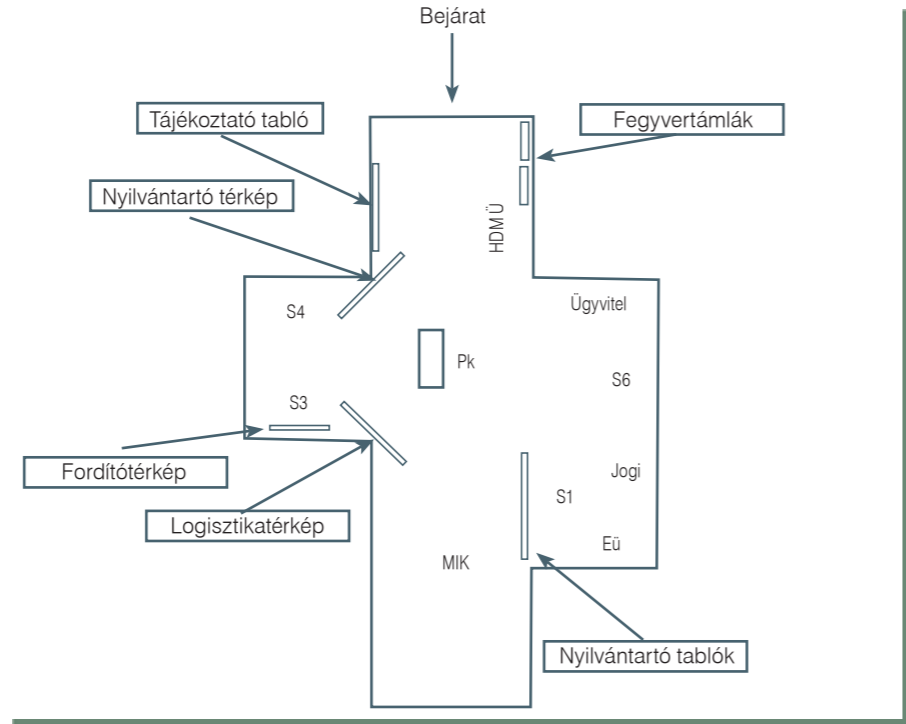 Bejárat
Tájékoztató tabló
Fegyvertámlák
Nyilvántartó térkép
HDM Ü
S4
Ügyvitel
Pk
S6
S3
Fordítótérkép
Jogi
S1
Logisztikatérkép
Eü
MIK
Nyilvántartó tablók